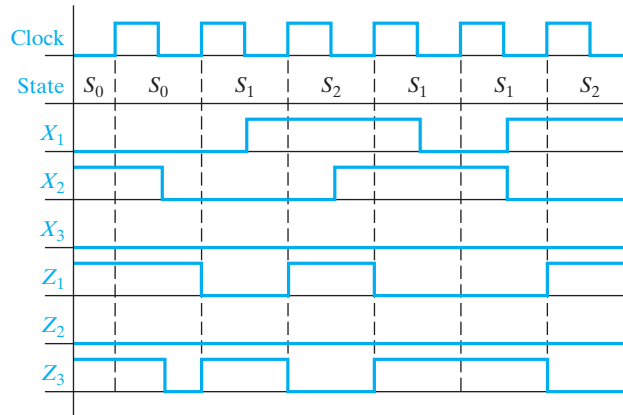 Clock
State S₀ S₀ S₁ S₂ S₁ S₁ S₂
X₁
X₂
X₃
Z₁
Z₂
Z₃